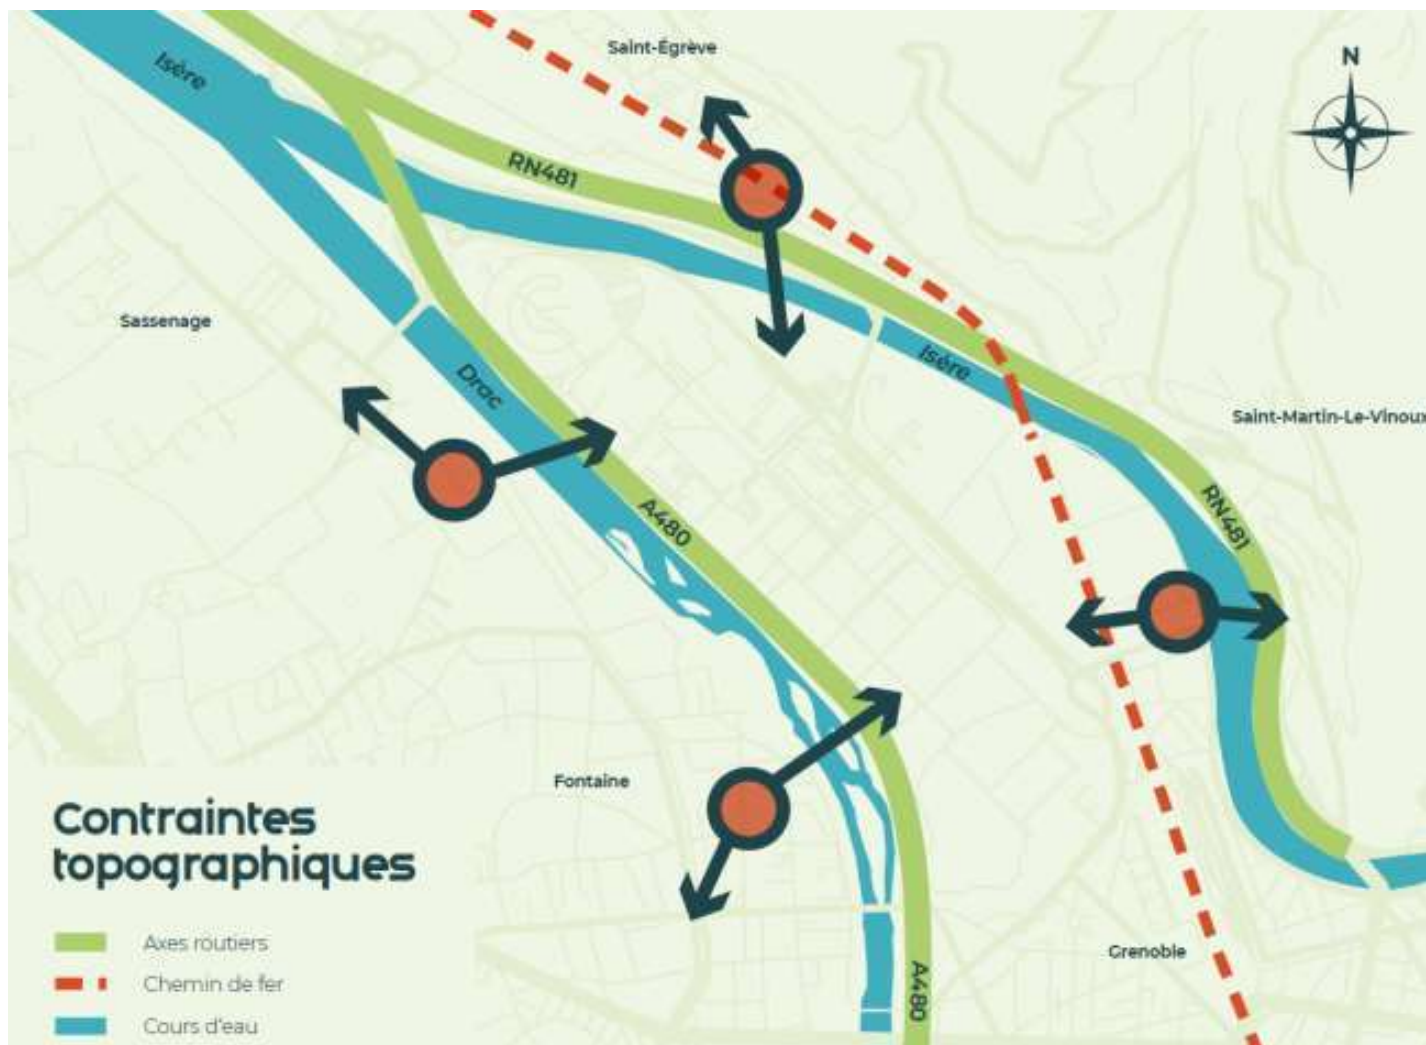 Isère
Saint-Égrève
N
RN481
Sassenage
Isère
Drac
Saint-Martin-Le-Vinoux
A480
RN481
Fontaine
Contraintes
topographiques
Axes routiers
Chemin de fer
Cours d'eau
Grenoble
A480